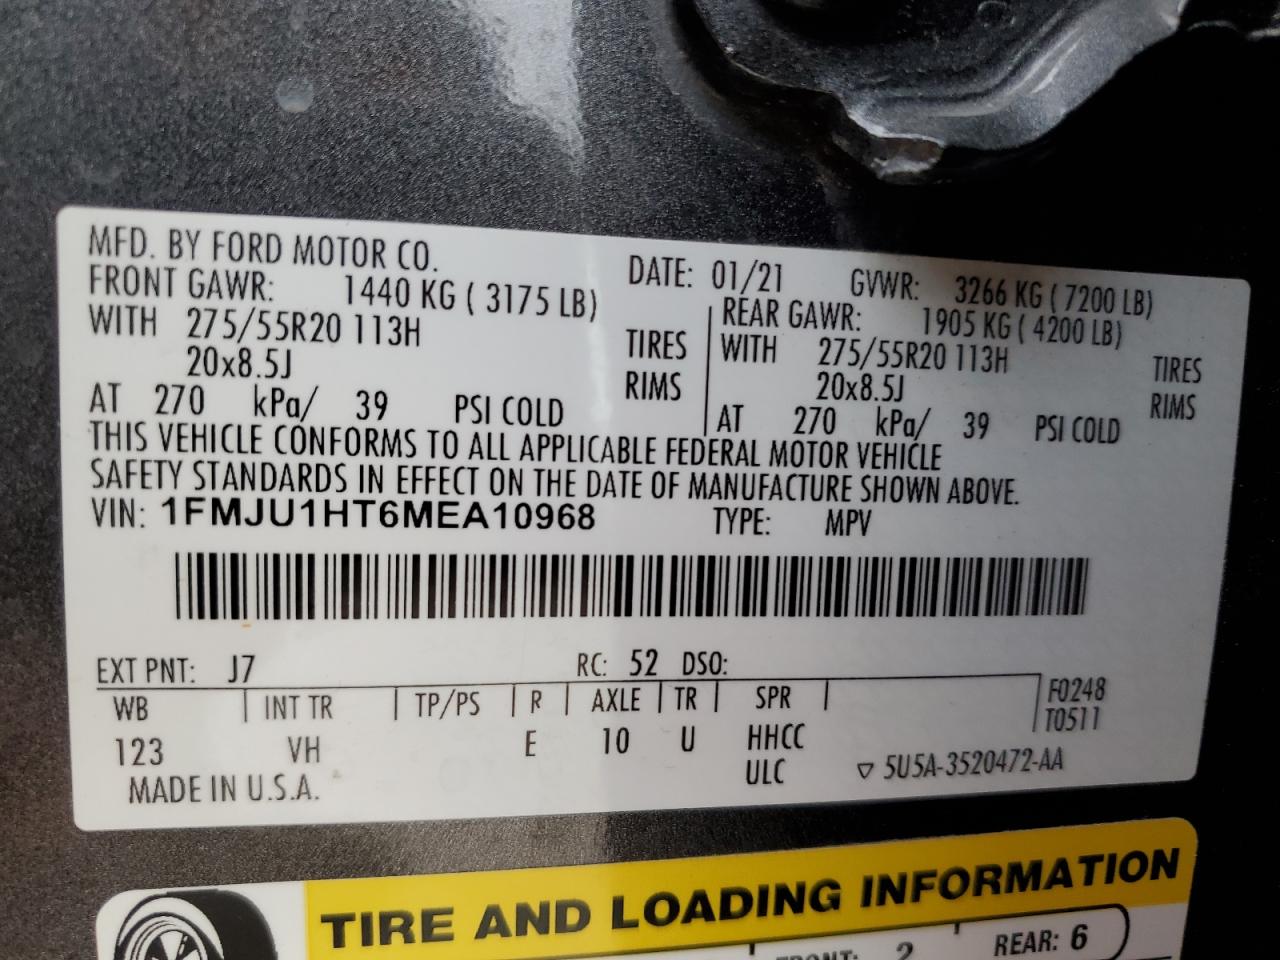 MFD. BY FORD MOTOR CO.
DATE: 01/21 GVWR: 3266 KG ( 7200 LB)
FRONT GAWR: 1440 KG ( 3175 LB)
WITH 275/55R20 113H TIRES
20x8.5J RIMS
AT 270 kPa/ 39 PSI COLD
REAR GAWR: 1905 KG ( 4200 LB)
WITH 275/55R20 113H TIRES
20x8.5J RIMS
AT 270 kPa/ 39 PSI COLD
THIS VEHICLE CONFORMS TO ALL APPLICABLE FEDERAL MOTOR VEHICLE
SAFETY STANDARDS IN EFFECT ON THE DATE OF MANUFACTURE SHOWN ABOVE.
VIN: 1FMJU1HT6MEA10968 TYPE: MPV
EXT PNT: J7 RC: 52 DSO:
WB INT TR TP/PS R AXLE TR SPR F0248
T0511
123 VH E 10 U HHCC
ULC 5U5A-3520472-AA
MADE IN U.S.A.
TIRE AND LOADING INFORMATION
FRONT: 2 REAR: 6